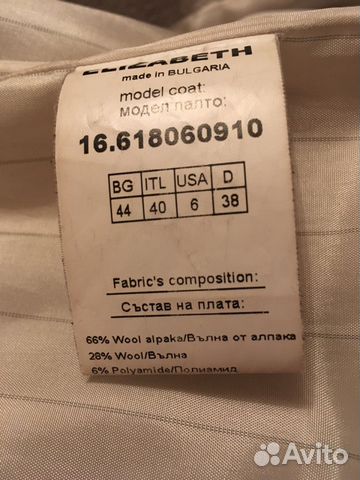 ELIZABETH
made in BULGARIA
model coat:
модел палто:
16.618060910
BG ITL USA D
44 40 6 38
Fabric's composition:
Състав на плата:
66% Wool alpaka/Вълна от алпака
28% Wool/Вълна
6% Polyamide/Полиамид
Avito